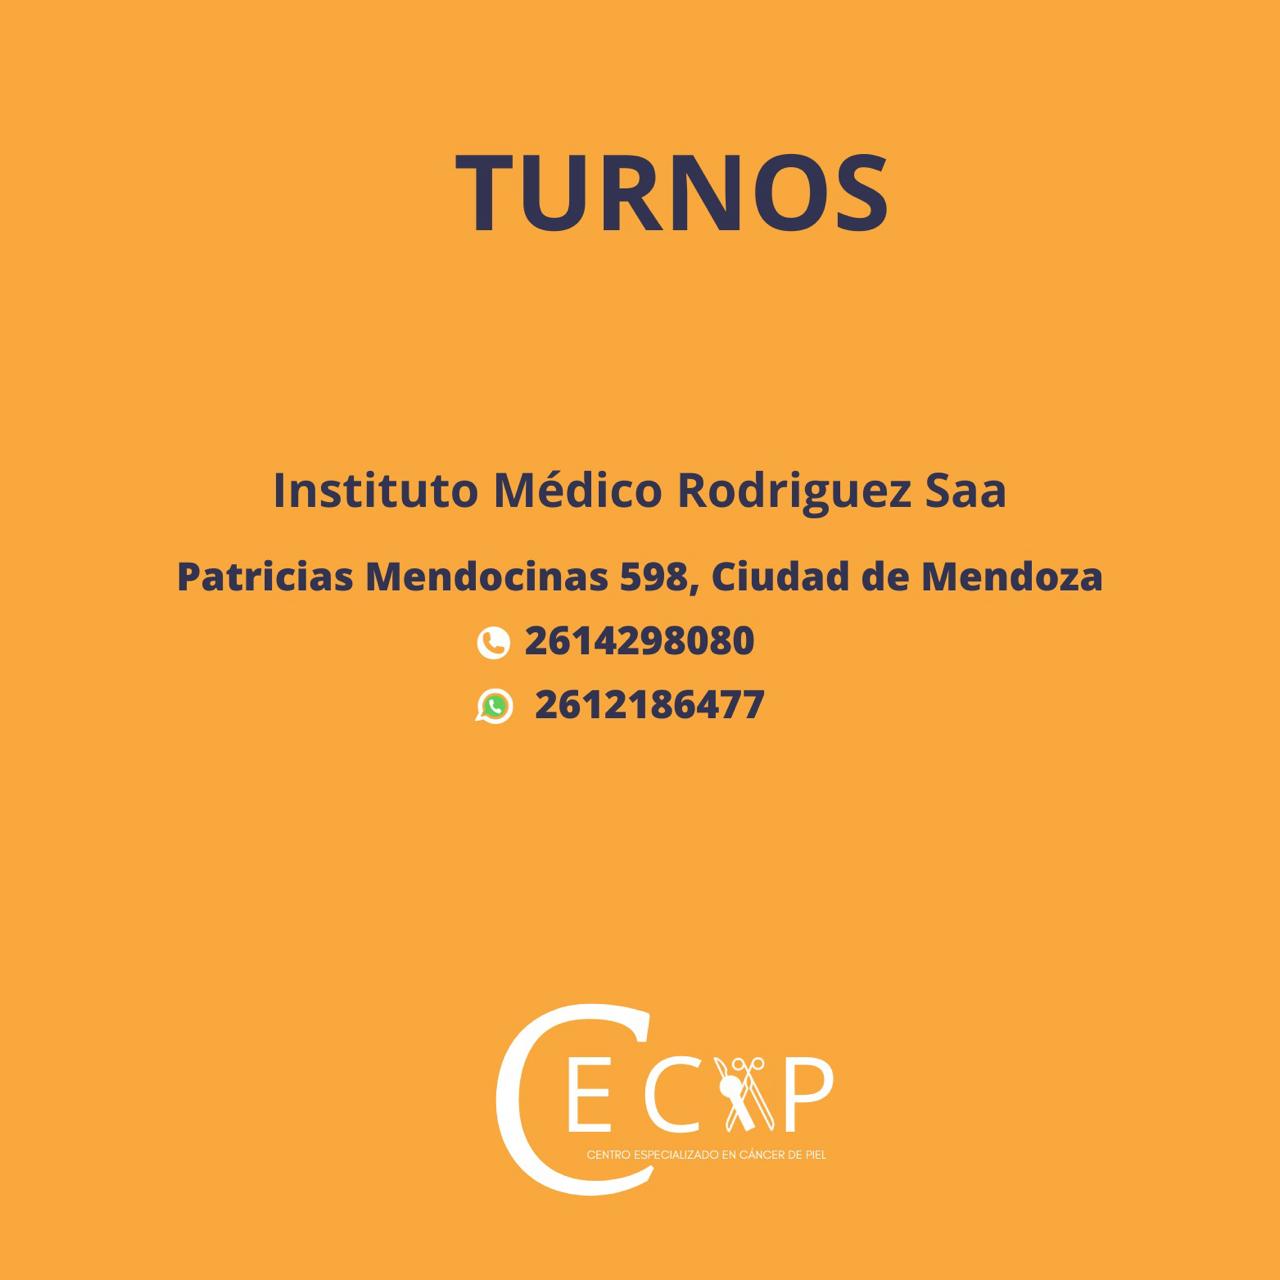 TURNOS
Instituto Médico Rodriguez Saa
Patricias Mendocinas 598, Ciudad de Mendoza
2614298080
2612186477
CECAP
CENTRO ESPECIALIZADO EN CÁNCER DE PIEL